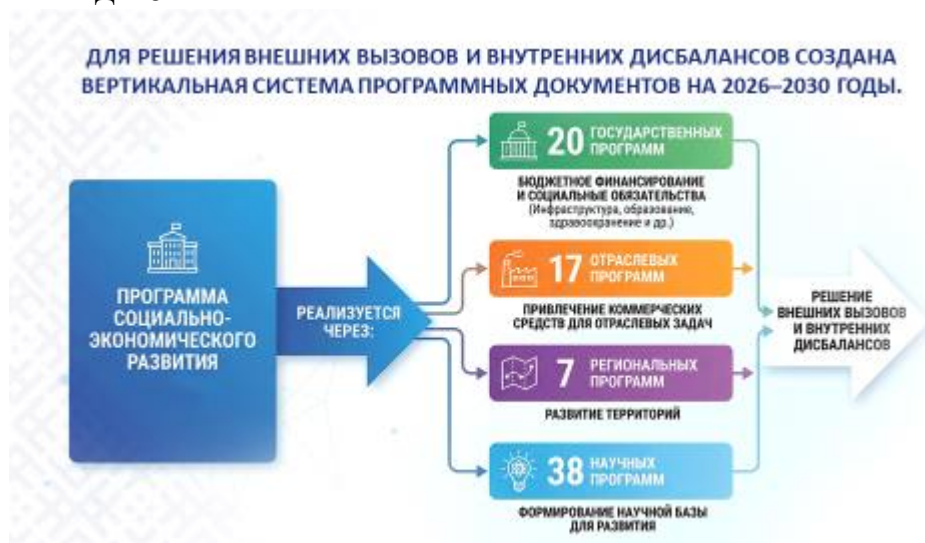 ДЛЯ РЕШЕНИЯ ВНЕШНИХ ВЫЗОВОВ И ВНУТРЕННИХ ДИСБАЛАНСОВ СОЗДАНА
ВЕРТИКАЛЬНАЯ СИСТЕМА ПРОГРАММНЫХ ДОКУМЕНТОВ НА 2026–2030 ГОДЫ.
ПРОГРАММА
СОЦИАЛЬНО-
ЭКОНОМИЧЕСКОГО
РАЗВИТИЯ
РЕАЛИЗУЕТСЯ
ЧЕРЕЗ:
20 ГОСУДАРСТВЕННЫХ
ПРОГРАММ
БЮДЖЕТНОЕ ФИНАНСИРОВАНИЕ
И СОЦИАЛЬНЫЕ ОБЯЗАТЕЛЬСТВА
(Инфраструктура, образование,
здравоохранение и др.)
17 ОТРАСЛЕВЫХ
ПРОГРАММ
ПРИВЛЕЧЕНИЕ КОММЕРЧЕСКИХ
СРЕДСТВ ДЛЯ ОТРАСЛЕВЫХ ЗАДАЧ
7 РЕГИОНАЛЬНЫХ
ПРОГРАММ
РАЗВИТИЕ ТЕРРИТОРИЙ
38 НАУЧНЫХ
ПРОГРАММ
ФОРМИРОВАНИЕ НАУЧНОЙ БАЗЫ
ДЛЯ РАЗВИТИЯ
РЕШЕНИЕ
ВНЕШНИХ ВЫЗОВОВ
И ВНУТРЕННИХ
ДИСБАЛАНСОВ